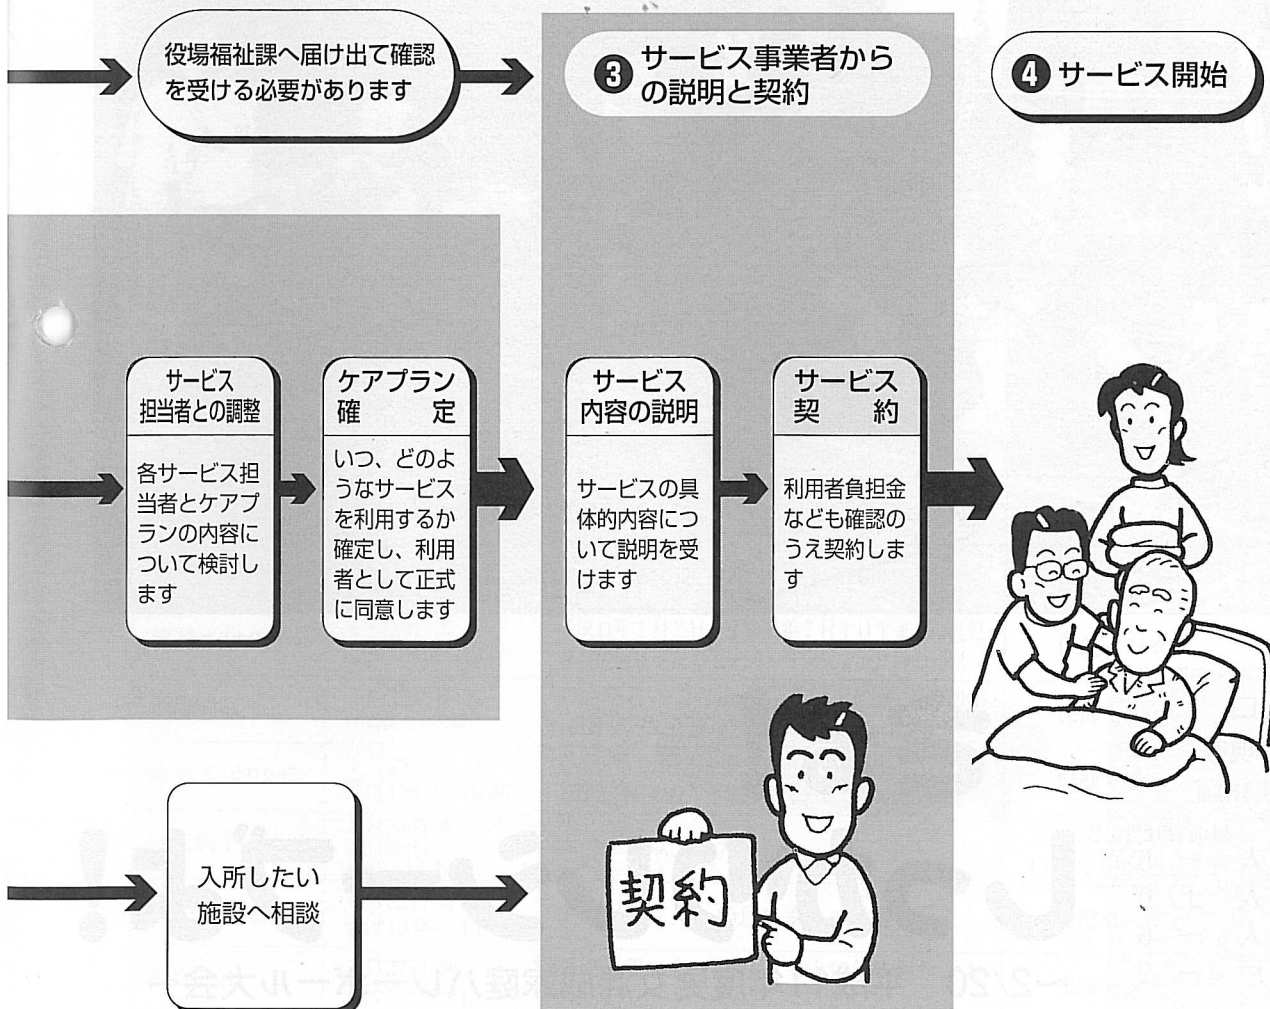 役場福祉課へ届け出て確認
を受ける必要があります
❸ サービス事業者から
の説明と契約
❹ サービス開始
サービス
担当者との調整
各サービス担
当者とケアプ
ランの内容に
ついて検討し
ます
ケアプラン
確　　定
いつ、どのよ
うなサービス
を利用するか
確定し、利用
者として正式
に同意します
サービス
内容の説明
サービスの具
体的内容につ
いて説明を受
けます
サービス
契　　約
利用者負担金
なども確認の
うえ契約しま
す
入所したい
施設へ相談
契約